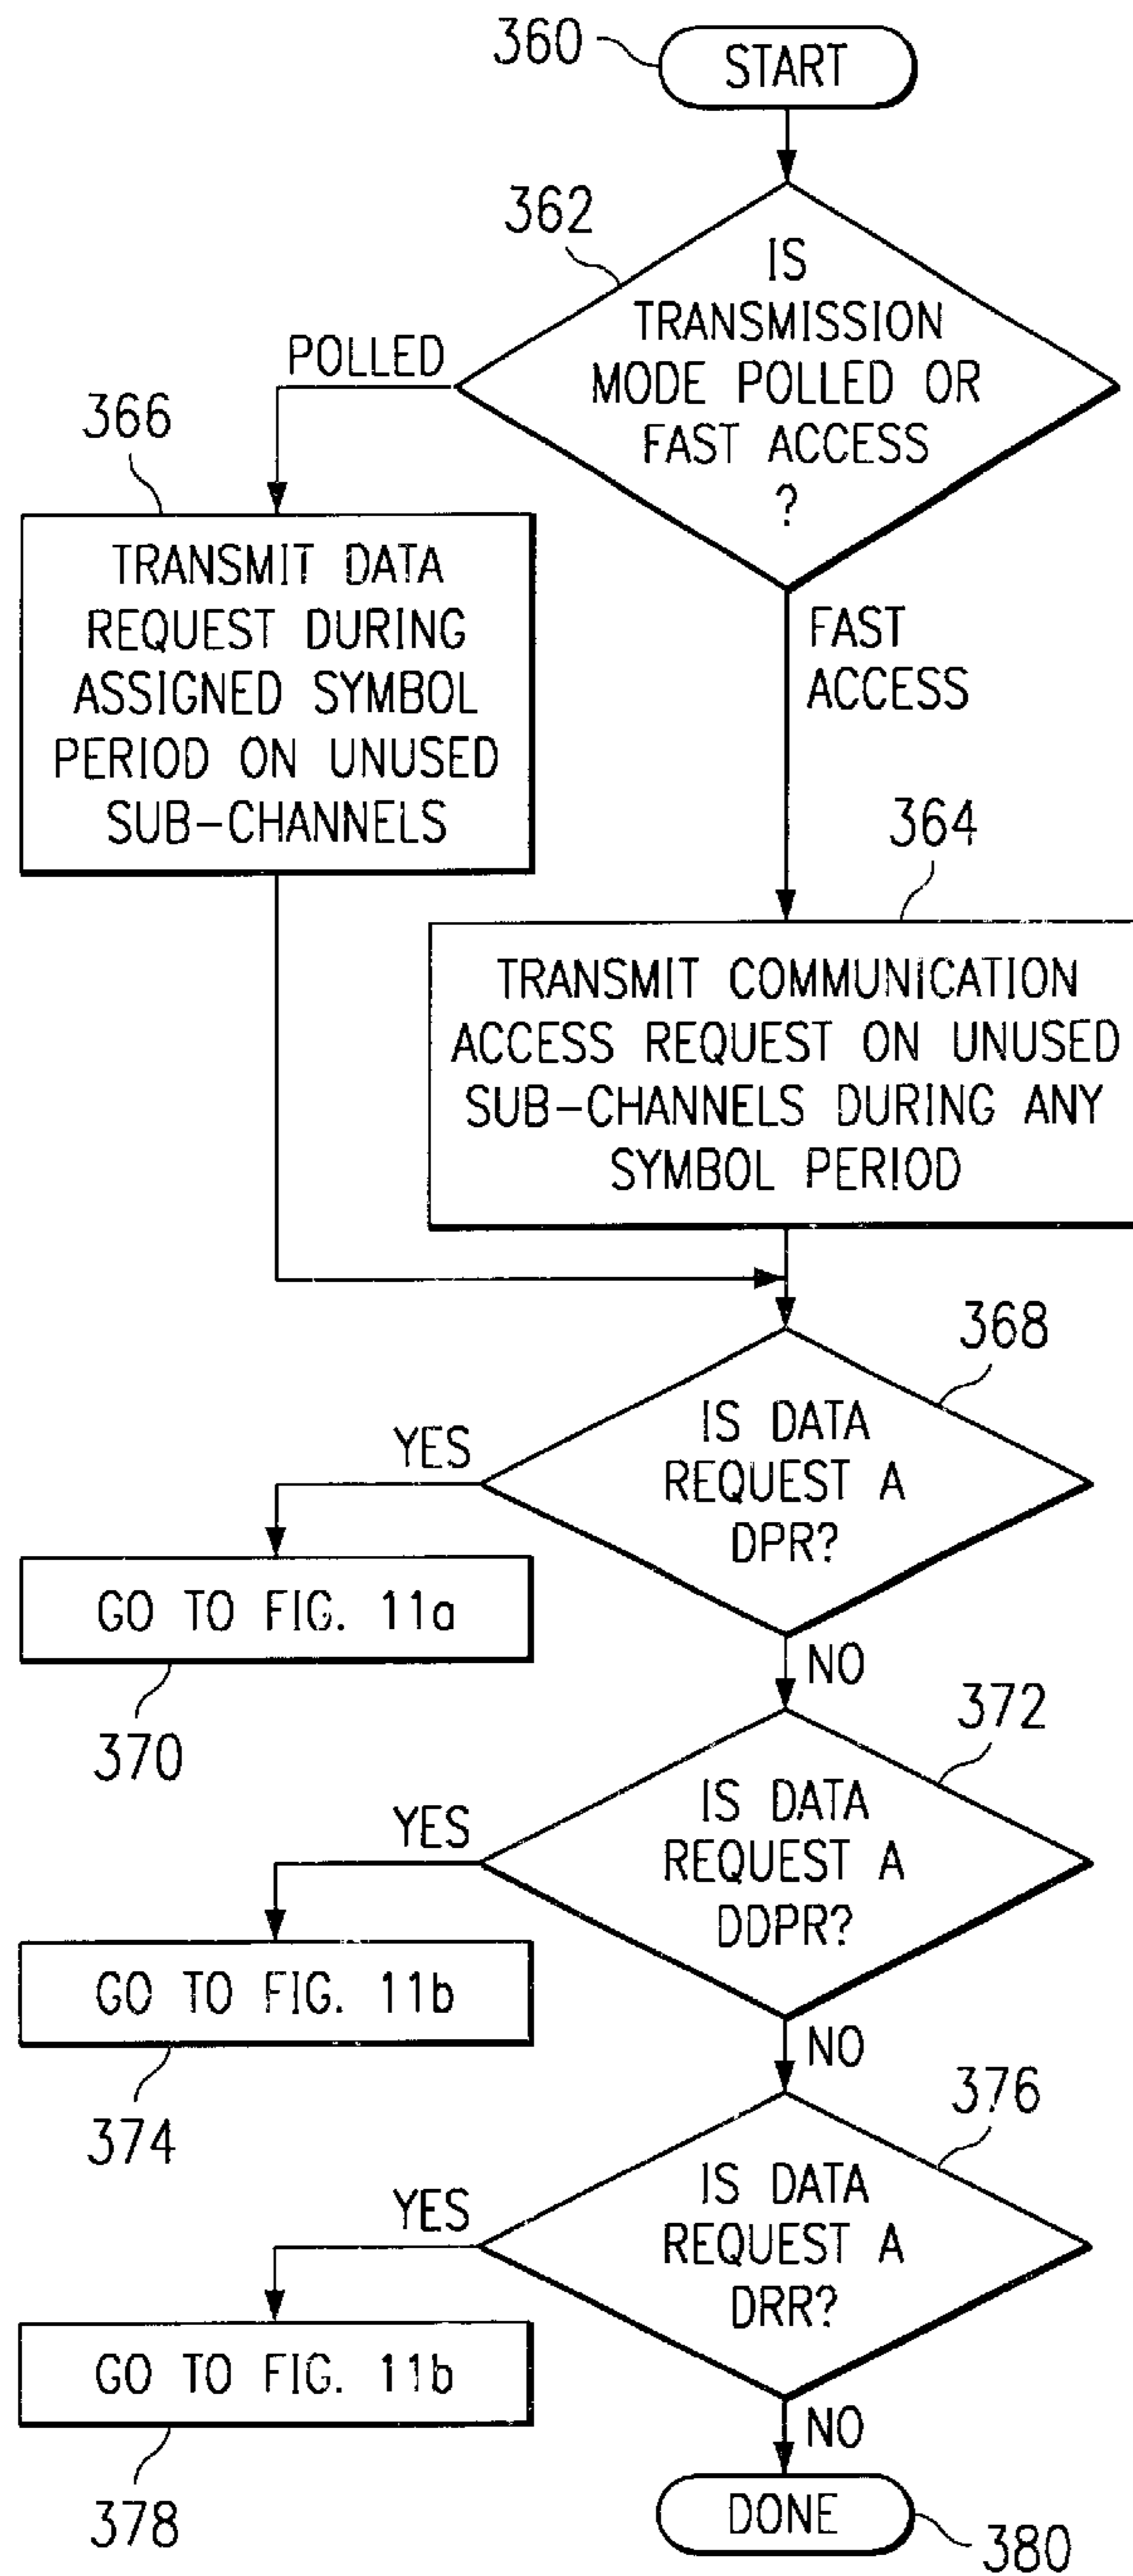 360
START
362
IS
TRANSMISSION
MODE POLLED OR
FAST ACCESS
?
POLLED
366
TRANSMIT DATA
REQUEST DURING
ASSIGNED SYMBOL
PERIOD ON UNUSED
SUB-CHANNELS
FAST
ACCESS
364
TRANSMIT COMMUNICATION
ACCESS REQUEST ON UNUSED
SUB-CHANNELS DURING ANY
SYMBOL PERIOD
368
IS DATA
REQUEST A
DPR?
YES
GO TO FIG. 11a
370
NO
372
IS DATA
REQUEST A
DDPR?
YES
GO TO FIG. 11b
374
NO
376
IS DATA
REQUEST A
DRR?
YES
GO TO FIG. 11b
378
NO
DONE
380